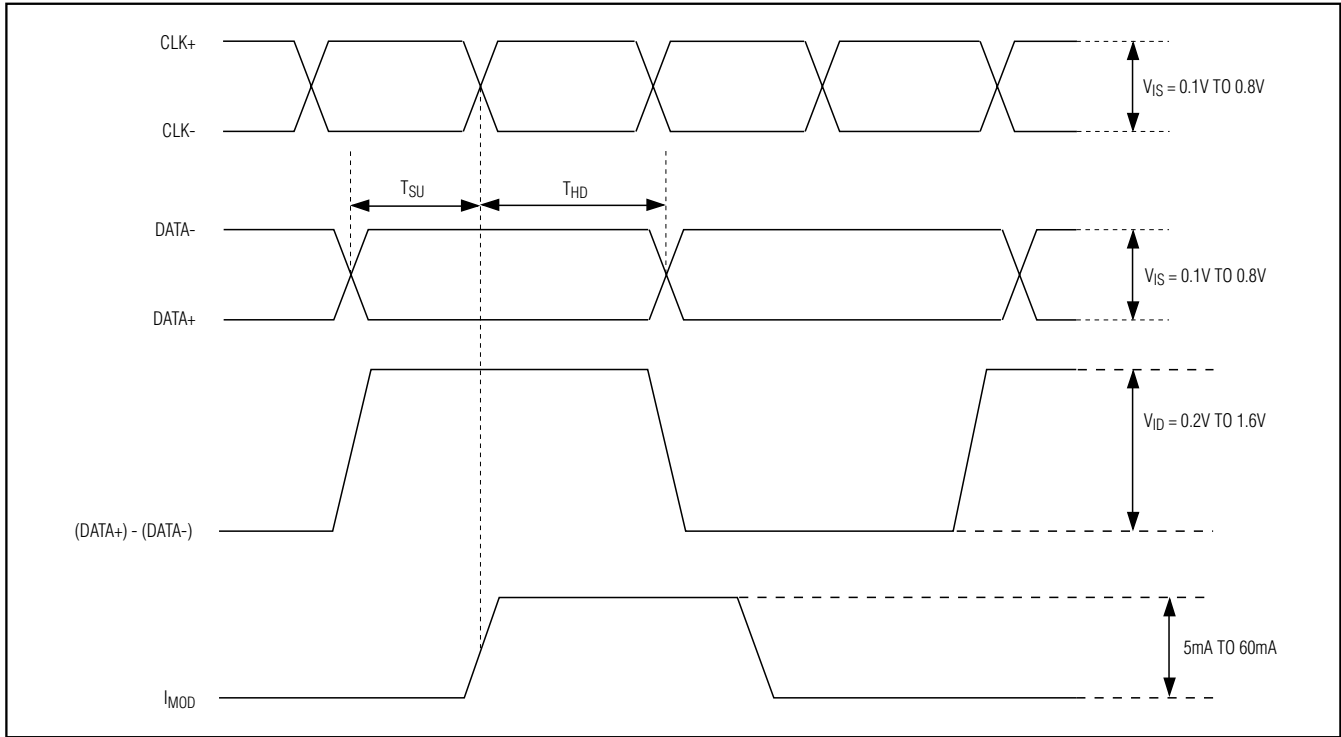 CLK+
V_IS = 0.1V TO 0.8V
CLK-
T_SU
T_HD
DATA-
V_IS = 0.1V TO 0.8V
DATA+
V_ID = 0.2V TO 1.6V
(DATA+) - (DATA-)
5mA TO 60mA
I_MOD